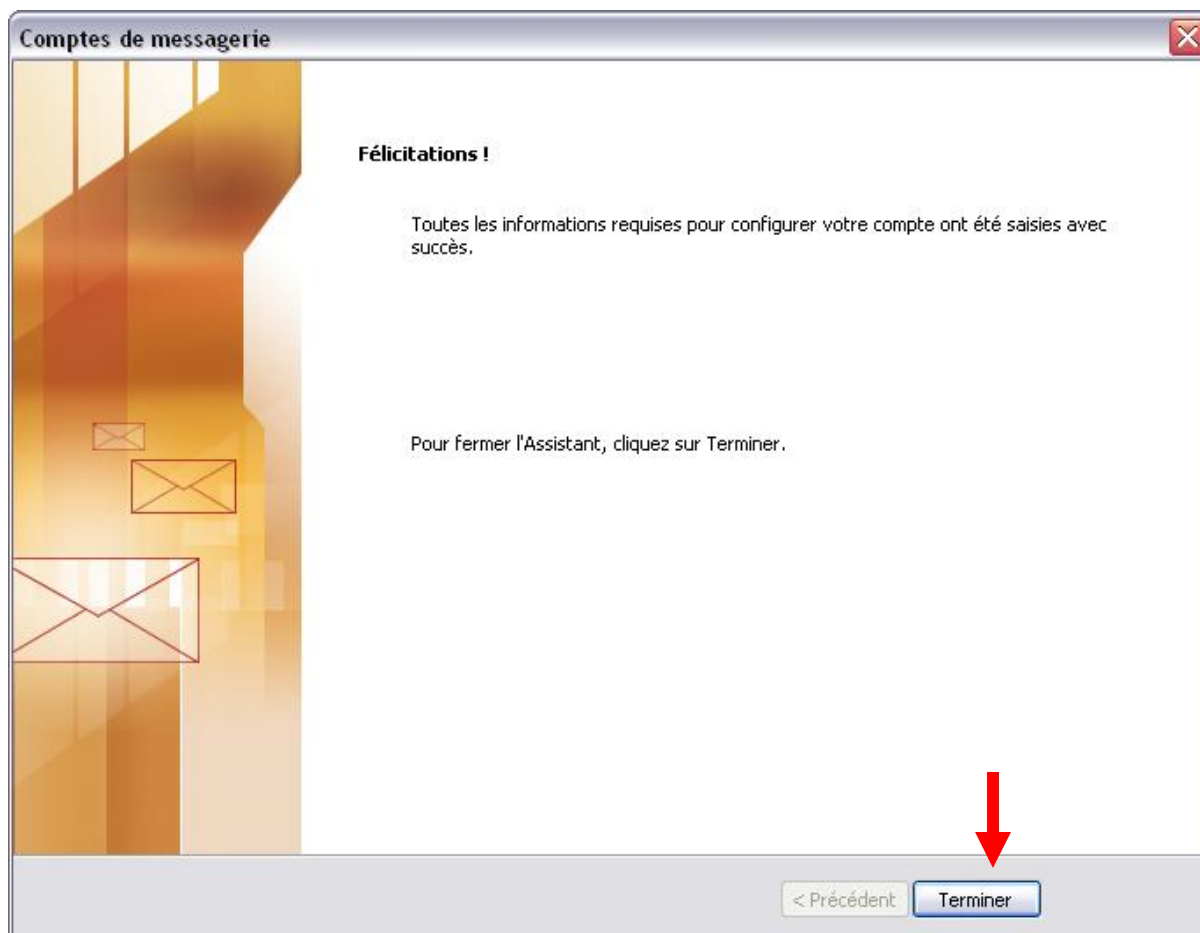 Comptes de messagerie
Félicitations !
Toutes les informations requises pour configurer votre compte ont été saisies avec
succès.
Pour fermer l'Assistant, cliquez sur Terminer.
< Précédent Terminer